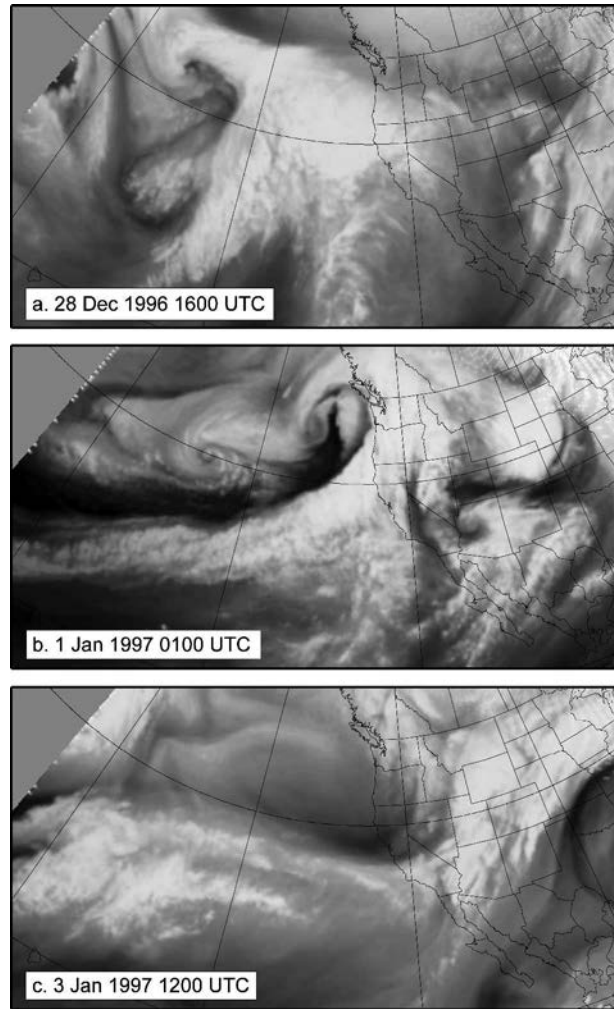 a. 28 Dec 1996 1600 UTC
b. 1 Jan 1997 0100 UTC
c. 3 Jan 1997 1200 UTC